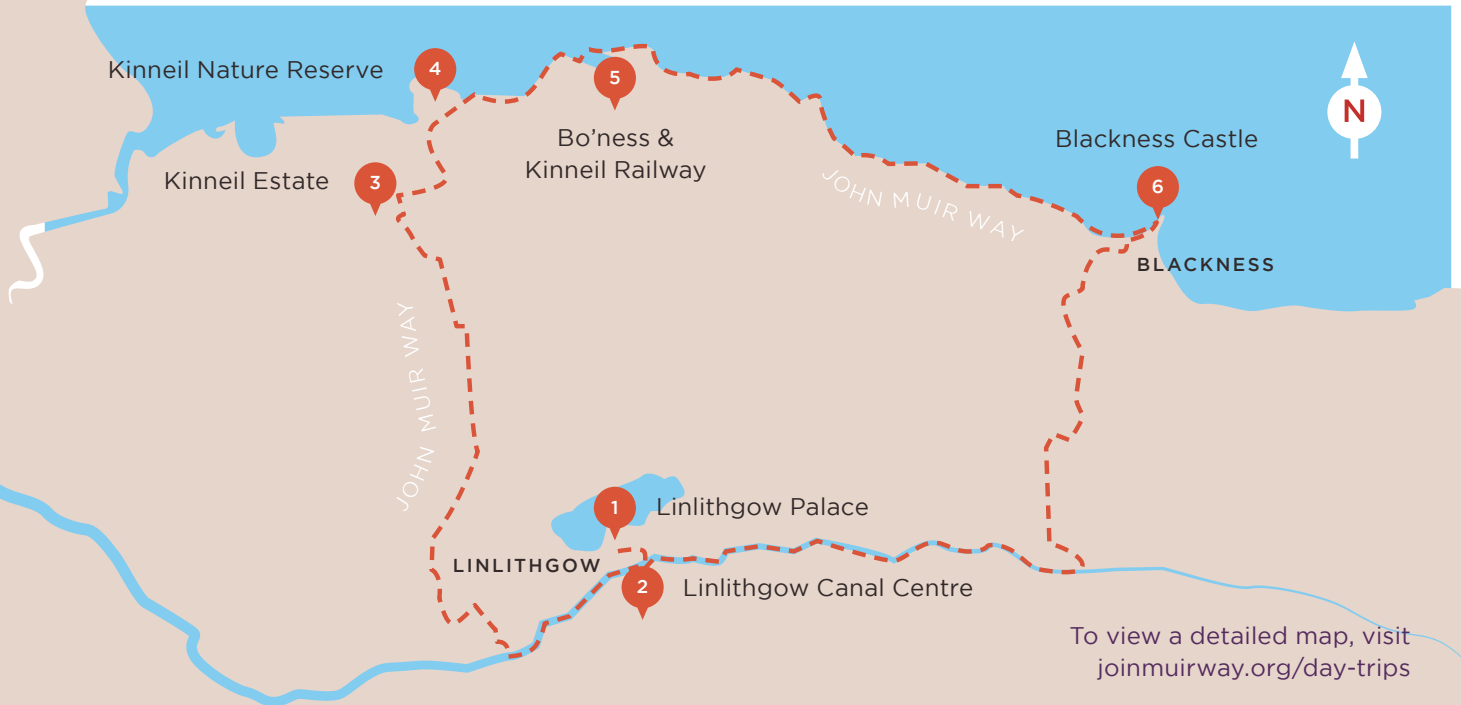 Kinneil Nature Reserve
4
5
Bo'ness &
Kinneil Railway
Kinneil Estate
3
JOHN MUIR WAY
Blackness Castle
6
N
BLACKNESS
JOHN MUIR WAY
1
Linlithgow Palace
LINLITHGOW
2
Linlithgow Canal Centre
To view a detailed map, visit
joinmuirway.org/day-trips